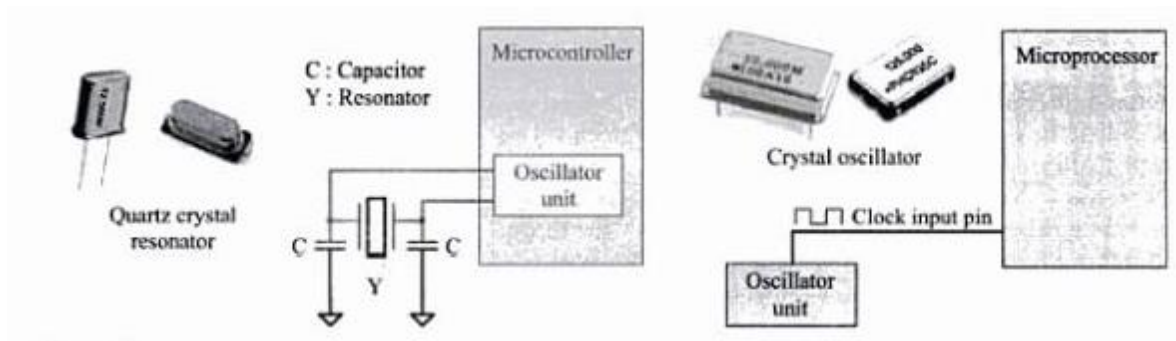 Microcontroller
C : Capacitor
Y : Resonator
Oscillator
unit
Quartz crystal
resonator
C
C
Y
Microprocessor
Crystal oscillator
Clock input pin
Oscillator
unit